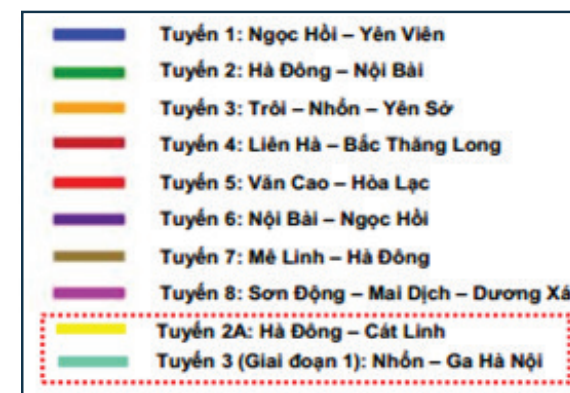 Tuyến 1: Ngọc Hồi – Yên Viên
Tuyến 2: Hà Đông – Nội Bài
Tuyến 3: Trôi – Nhổn – Yên Sở
Tuyến 4: Liên Hà – Bắc Thăng Long
Tuyến 5: Văn Cao – Hòa Lạc
Tuyến 6: Nội Bài – Ngọc Hồi
Tuyến 7: Mê Linh – Hà Đông
Tuyến 8: Sơn Động – Mai Dịch – Dương Xá
Tuyến 2A: Hà Đông – Cát Linh
Tuyến 3 (Giai đoạn 1): Nhổn – Ga Hà Nội